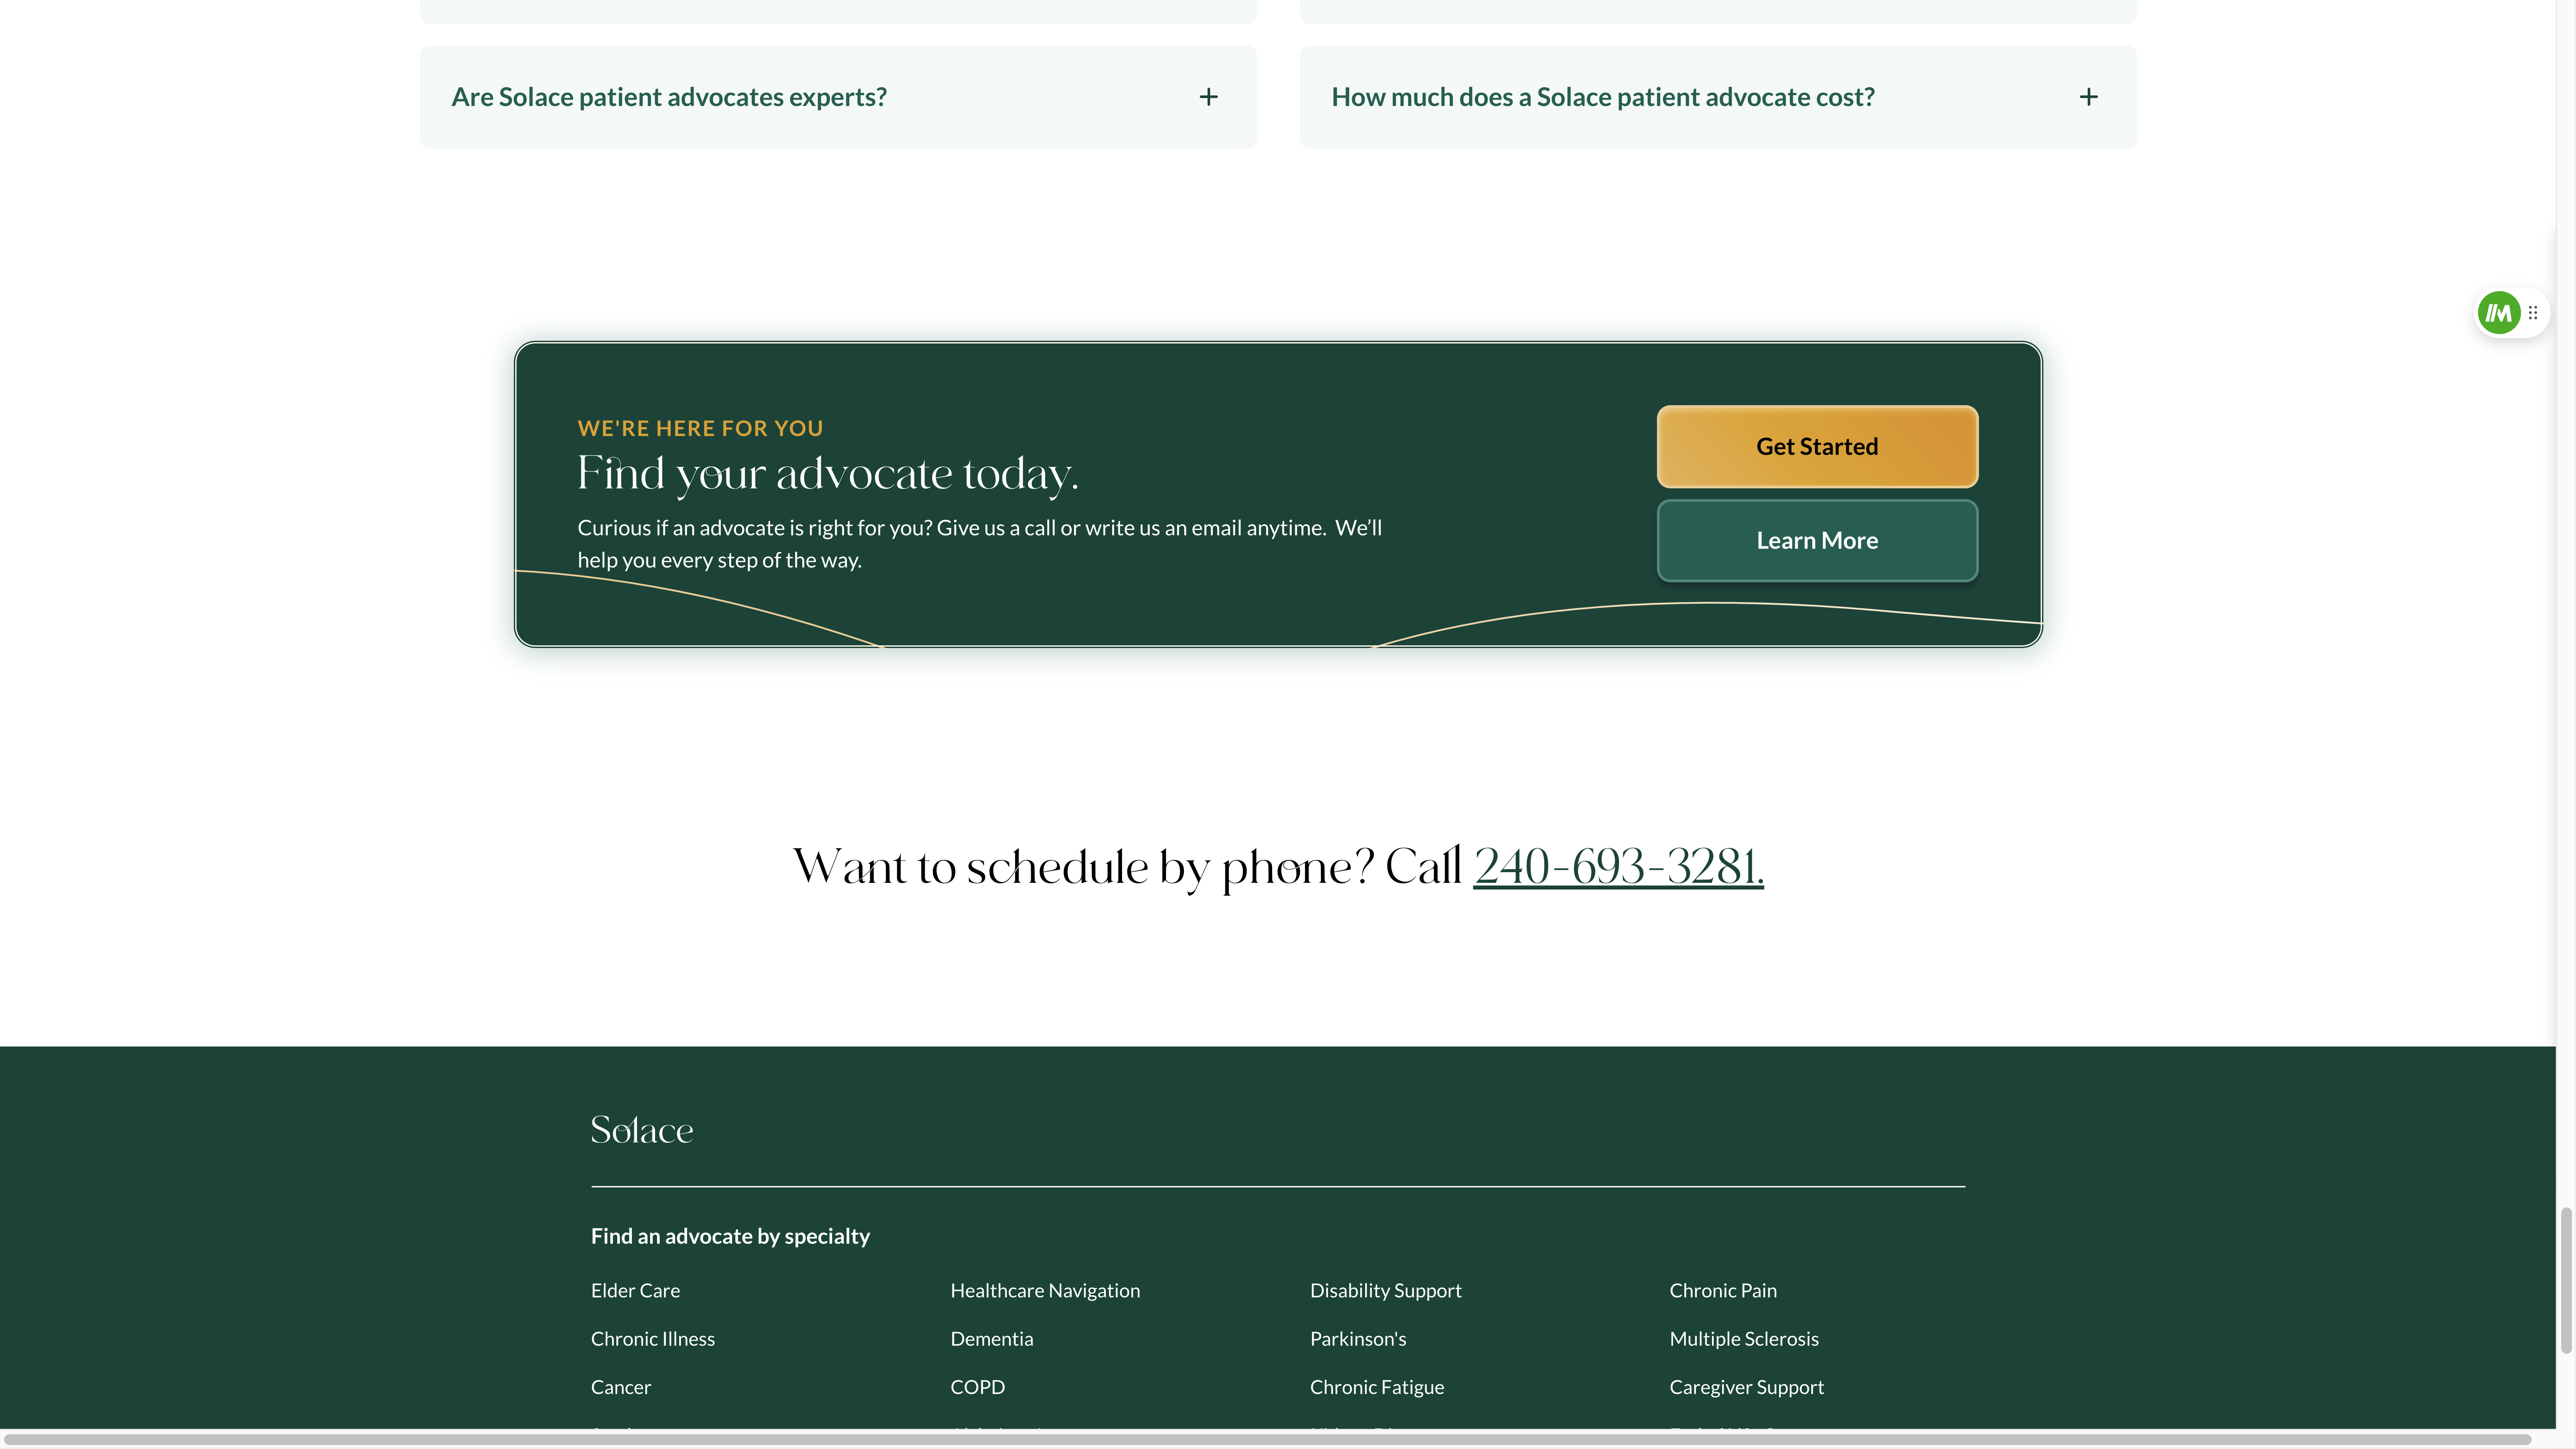 Are Solace patient advocates experts?
How much does a Solace patient advocate cost?
WE'RE HERE FOR YOU
Find your advocate today.
Curious if an advocate is right for you? Give us a call or write us an email anytime.  We’ll
help you every step of the way.
Get Started
Learn More
Want to schedule by phone? Call 240-693-3281.
Solace
Find an advocate by specialty
Elder Care
Healthcare Navigation
Disability Support
Chronic Pain
Chronic Illness
Dementia
Parkinson's
Multiple Sclerosis
Cancer
COPD
Chronic Fatigue
Caregiver Support